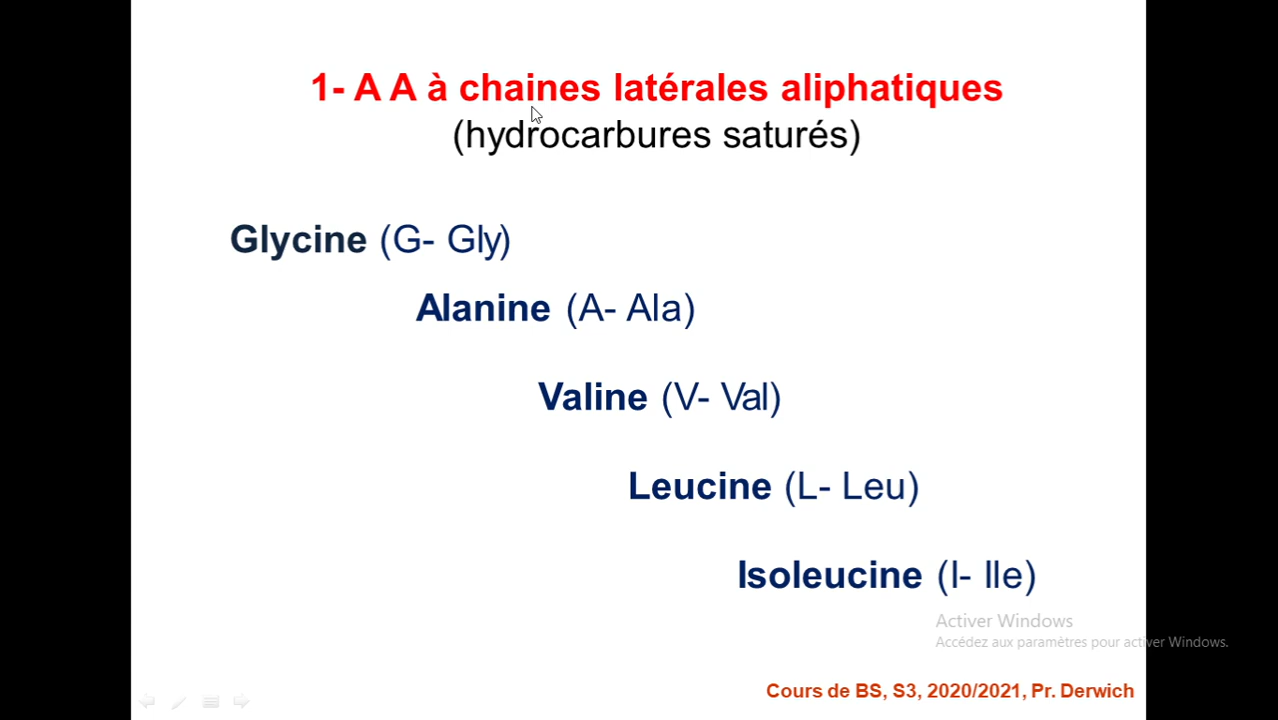 1- A A à chaines latérales aliphatiques
(hydrocarbures saturés)
Glycine (G- Gly)
Alanine (A- Ala)
Valine (V- Val)
Leucine (L- Leu)
Isoleucine (I- Ile)
Activer Windows
Accédez aux paramètres pour activer Windows.
Cours de BS, S3, 2020/2021, Pr. Derwich